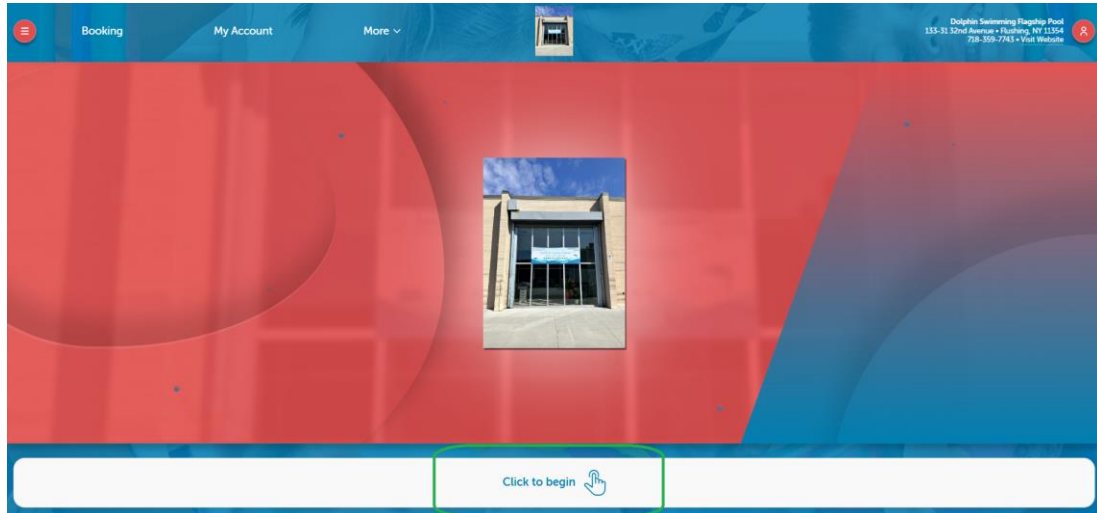 Booking
My Account
More
Dolphin Swimming Flagship Pool
133-31 32nd Avenue • Flushing, NY 11354
718-359-7743 • Visit Website
Click to begin